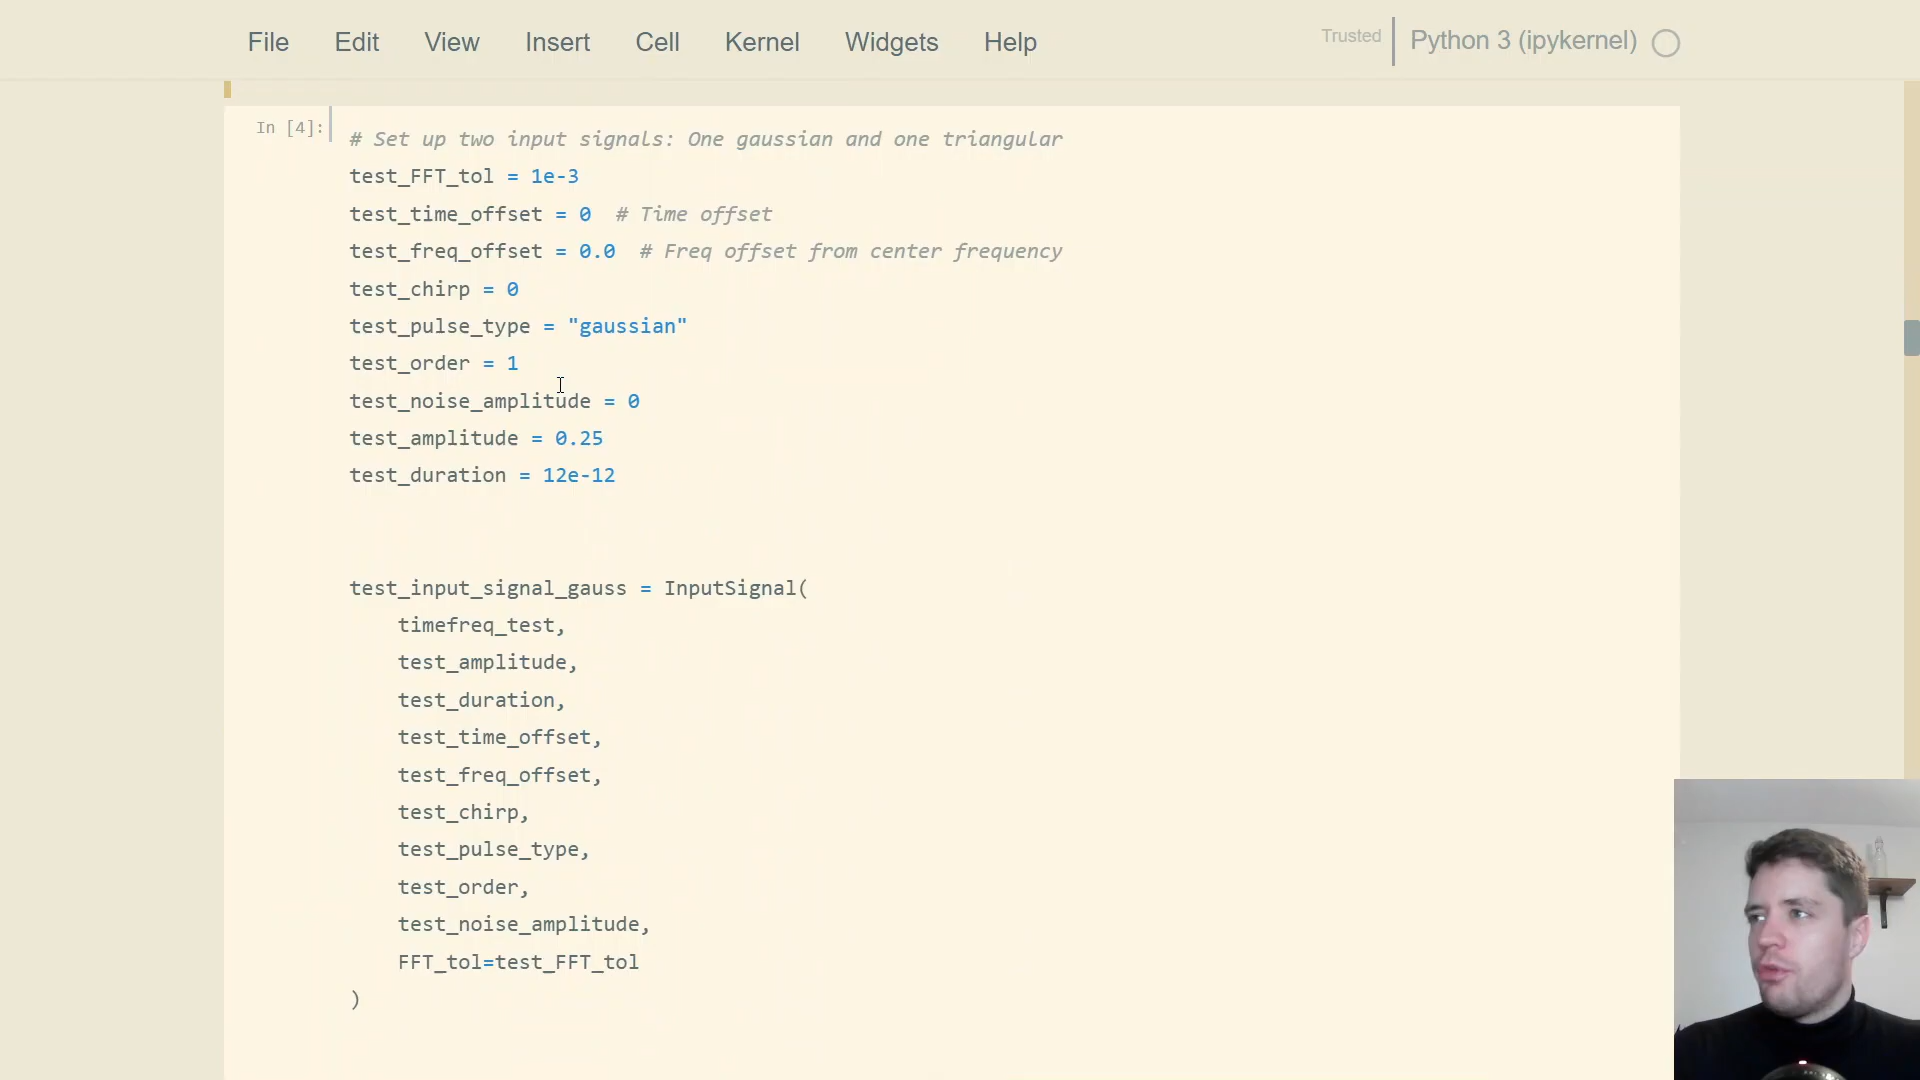 File Edit View Insert Cell Kernel Widgets Help Trusted Python 3 (ipykernel)
In [4]: # Set up two input signals: One gaussian and one triangular
test_FFT_tol = 1e-3
test_time_offset = 0  # Time offset
test_freq_offset = 0.0  # Freq offset from center frequency
test_chirp = 0
test_pulse_type = "gaussian"
test_order = 1
test_noise_amplitude = 0
test_amplitude = 0.25
test_duration = 12e-12
test_input_signal_gauss = InputSignal(
    timefreq_test,
    test_amplitude,
    test_duration,
    test_time_offset,
    test_freq_offset,
    test_chirp,
    test_pulse_type,
    test_order,
    test_noise_amplitude,
    FFT_tol=test_FFT_tol
)